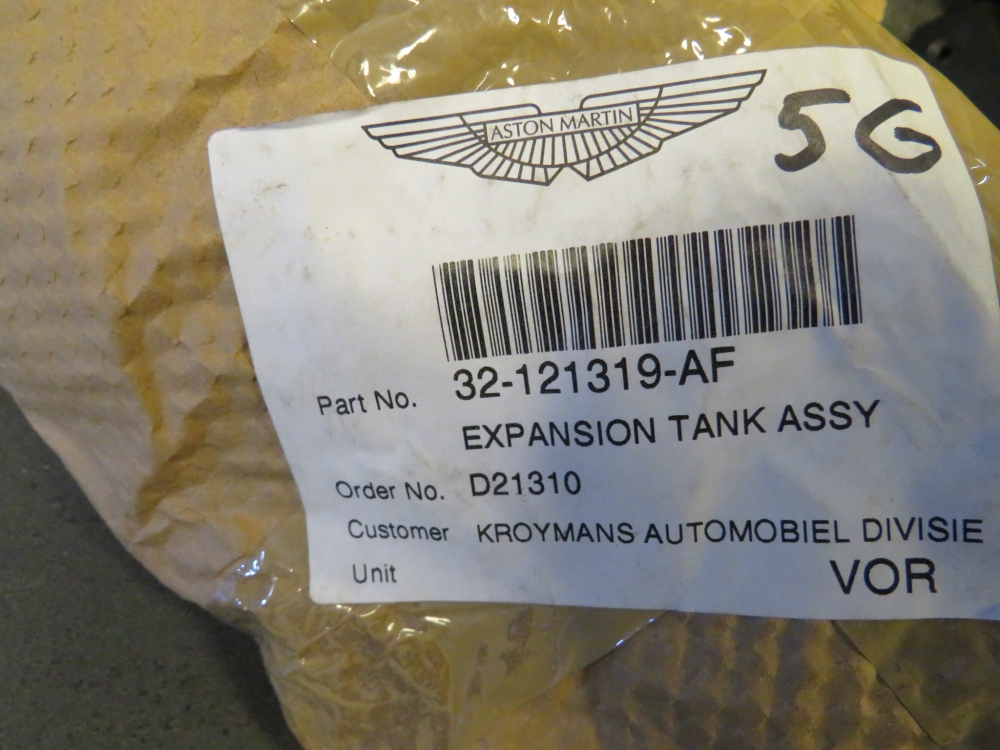 ASTON MARTIN
5G
Part No. 32-121319-AF
EXPANSION TANK ASSY
Order No. D21310
Customer KROYMANS AUTOMOBIEL DIVISIE
Unit VOR